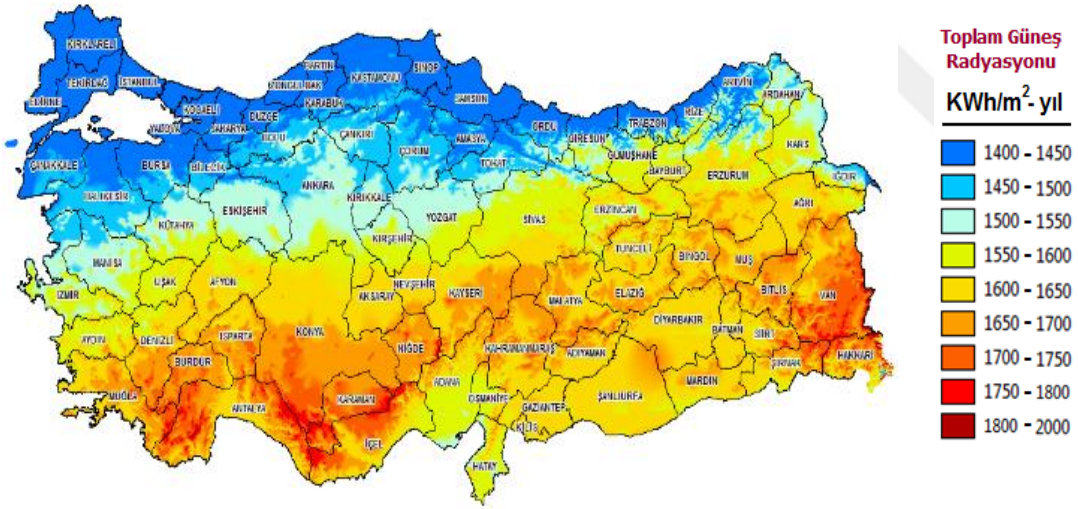 Toplam Güneş
Radyasyonu
KWh/m²- yıl
1400 - 1450
1450 - 1500
1500 - 1550
1550 - 1600
1600 - 1650
1650 - 1700
1700 - 1750
1750 - 1800
1800 - 2000
KIRKLARELİ
TEKİRDAĞ
İSTANBUL
EDİRNE
KOCAELİ
YALOVA
SAKARYA
DÜZCE
ZONGULDAK
BARTIN
KARABÜK
KASTAMONU
SİNOP
SAMSUN
ORDU
GİRESUN
TRABZON
RİZE
ARTVİN
ARDAHAN
KARS
IĞDIR
ÇANAKKALE
BURSA
BİLECİK
BOLU
ÇANKIRI
ÇORUM
AMASYA
TOKAT
GÜMÜŞHANE
BAYBURT
ERZURUM
AĞRI
BALIKESİR
KÜTAHYA
ESKİŞEHİR
ANKARA
KIRIKKALE
YOZGAT
SİVAS
ERZİNCAN
KIRŞEHİR
TUNCELİ
BİNGÖL
MUŞ
MANİSA
UŞAK
AFYON
İZMİR
AKSARAY
NEVŞEHİR
KAYSERİ
MALATYA
ELAZIĞ
BİTLİS
VAN
AYDIN
DENİZLİ
ISPARTA
KONYA
BURDUR
NİĞDE
KAHRAMANMARAŞ
ADIYAMAN
DİYARBAKIR
BATMAN
SİİRT
ŞIRNAK
HAKKARİ
MUĞLA
ANTALYA
KARAMAN
ADANA
OSMANİYE
GAZİANTEP
KİLİS
ŞANLIURFA
MARDİN
İÇEL
HATAY